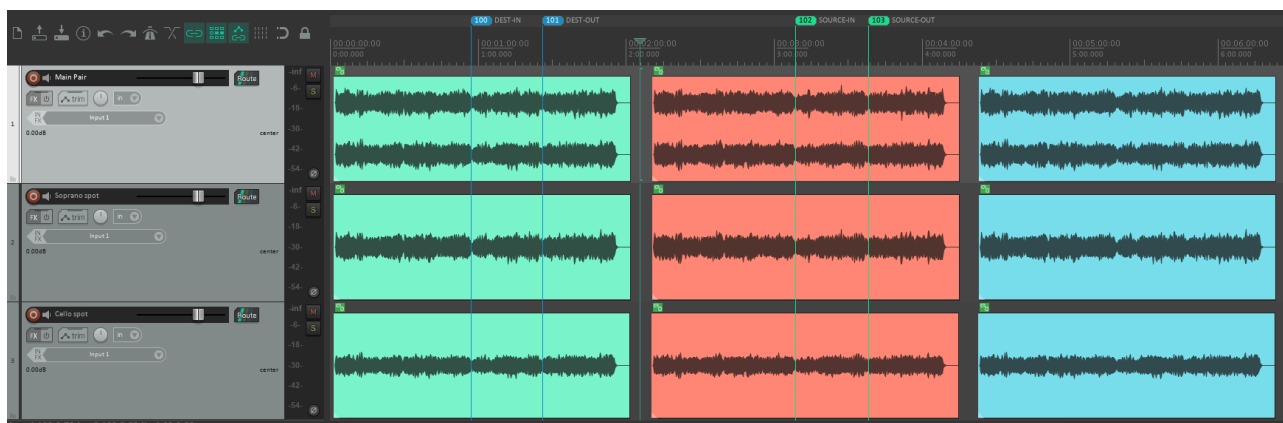 100 DEST-IN 101 DEST-OUT 102 SOURCE-IN 103 SOURCE-OUT
00:00:00:00 00:01:00:00 00:02:00:00 00:03:00:00 00:04:00:00 00:05:00:00 00:06:00:00
0:00.000 1:00.000 2:00.000 3:00.000 4:00.000 5:00.000 6:00.000
1
Main Pair Route
FX trim in
IN FX Input 1
0.00dB center
-inf M
-6- S
-18-
-30-
-42-
-54-
2
Soprano spot Route
FX trim in
IN FX Input 1
0.00dB center
-inf M
-6- S
-18-
-30-
-42-
-54-
3
Cello spot Route
FX trim in
IN FX Input 1
0.00dB center
-inf M
-6- S
-18-
-30-
-42-
-54-